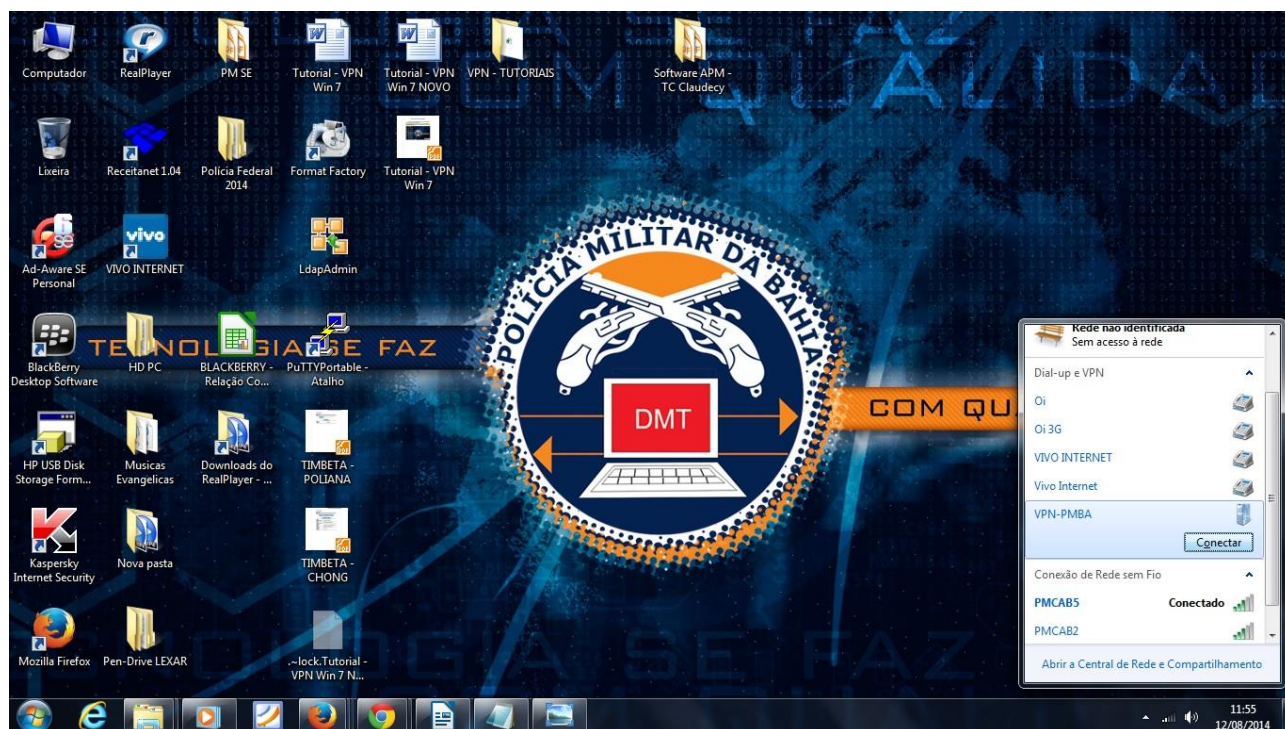 COM QUALIDAD
Computador
RealPlayer
PM SE
Tutorial - VPN
Win 7
Tutorial - VPN
Win 7 NOVO
VPN - TUTORIAIS
Software APM -
TC Claudecy
Lixeira
Receitanet 1.04
Polícia Federal
2014
Format Factory
Tutorial - VPN
Win 7
Ad-Aware SE
Personal
vivo
VIVO INTERNET
LdapAdmin
BlackBerry
Desktop Software
HD PC
BLACKBERRY -
Relação Co...
PuTTYPortable -
Atalho
TECNOLOGIA SE FAZ
COM QU
POLÍCIA MILITAR DA BAHIA
DMT
HP USB Disk
Storage Form...
Musicas
Evangelicas
Downloads do
RealPlayer - ...
TIMBETA -
POLIANA
Kaspersky
Internet Security
Nova pasta
TIMBETA -
CHONG
Mozilla Firefox
Pen-Drive LEXAR
.~lock.Tutorial -
VPN Win 7 N...
TECNOLOGIA SE FAZ
Rede não identificada
Sem acesso à rede
Dial-up e VPN
Oi
Oi 3G
VIVO INTERNET
Vivo Internet
VPN-PMBA
Conectar
Conexão de Rede sem Fio
PMCAB5 Conectado
PMCAB2
Abrir a Central de Rede e Compartilhamento
11:55
12/08/2014